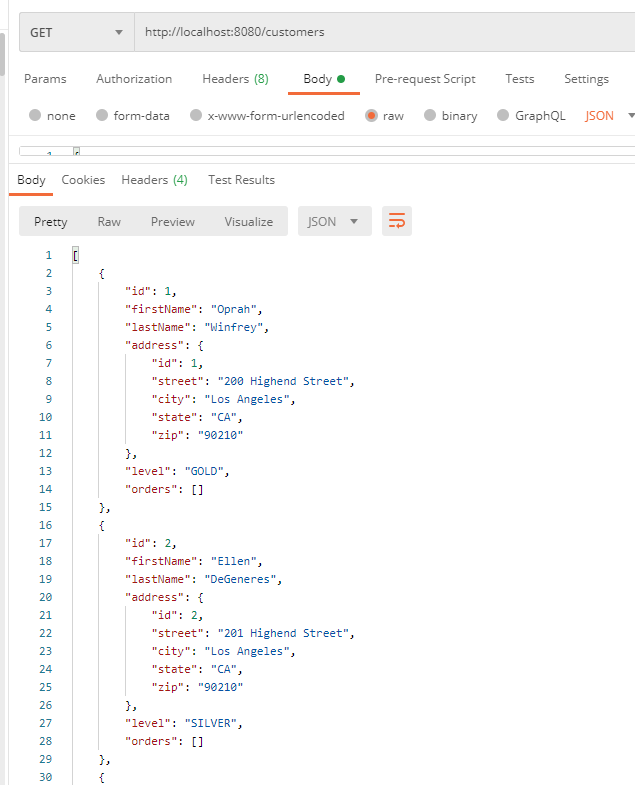 GET http://localhost:8080/customers
Params Authorization Headers (8) Body Pre-request Script Tests Settings
none form-data x-www-form-urlencoded raw binary GraphQL JSON
Body Cookies Headers (4) Test Results
Pretty Raw Preview Visualize JSON
1 [
2 {
3 "id": 1,
4 "firstName": "Oprah",
5 "lastName": "Winfrey",
6 "address": {
7 "id": 1,
8 "street": "200 Highend Street",
9 "city": "Los Angeles",
10 "state": "CA",
11 "zip": "90210"
12 },
13 "level": "GOLD",
14 "orders": []
15 },
16 {
17 "id": 2,
18 "firstName": "Ellen",
19 "lastName": "DeGeneres",
20 "address": {
21 "id": 2,
22 "street": "201 Highend Street",
23 "city": "Los Angeles",
24 "state": "CA",
25 "zip": "90210"
26 },
27 "level": "SILVER",
28 "orders": []
29 },
30 {